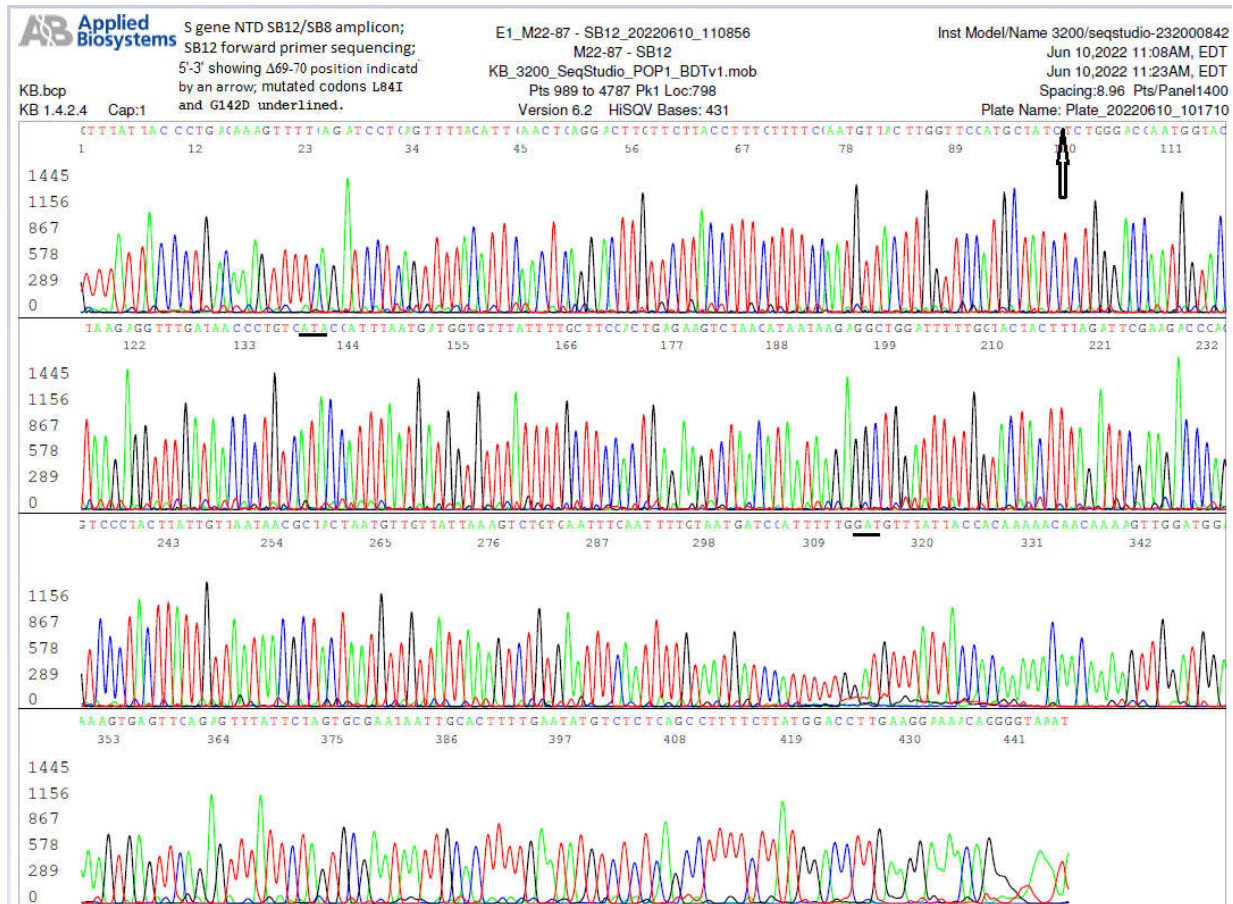 AB Applied Biosystems
S gene NTD SB12/SB8 amplicon;
SB12 forward primer sequencing;
5'-3' showing Δ69-70 position indicatd
by an arrow; mutated codons L84I
and G142D underlined.
KB.bcp
KB 1.4.2.4 Cap:1
E1_M22-87 - SB12_20220610_110856
M22-87 - SB12
KB_3200_SeqStudio_POP1_BDTv1.mob
Pts 989 to 4787 Pk1 Loc:798
Version 6.2 HiSQV Bases: 431
Inst Model/Name 3200/seqstudio-232000842
Jun 10,2022 11:08AM, EDT
Jun 10,2022 11:23AM, EDT
Spacing:8.96 Pts/Panel1400
Plate Name: Plate_20220610_101710
GTTTATTACCCTGACAAAGTTTTCAGATCCTCAGTTTTACATTCAACTCAGGACTTGTTCTTACCTTTCTTTTCCAATGTTACTTGGTTCCATGCTATCTCTGGGACCAATGGTAC
1 12 23 34 45 56 67 78 89 100 111
1445
1156
867
578
289
0
TAAGAGGTTTGATAACCCTGTCATACCATTTAATGATGGTGTTTATTTTGCTTCCACTGAGAAGTCTAACATAATAAGAGGCTGGATTTTTGGTACTACTTTAGATTCGAAGACCCAG
122 133 144 155 166 177 188 199 210 221 232
1445
1156
867
578
289
0
GTCCCTACTTATTGTTAATAACGCTACTAATGTTGTTATTAAAGTCTGTGAATTTCAATTTTGTAATGATCCATTTTTGGATGTTTATTACCACAAAAACAACAAAAGTTGGATGGA
243 254 265 276 287 298 309 320 331 342
1156
867
578
289
0
AAAGTGAGTTCAGAGTTTATTCTAGTGCGAATAATTGCACTTTTGAATATGTCTCTCAGCCTTTTCTTATGGACCTTGAAGGAAAACAGGGGTAAAT
353 364 375 386 397 408 419 430 441
1445
1156
867
578
289
0